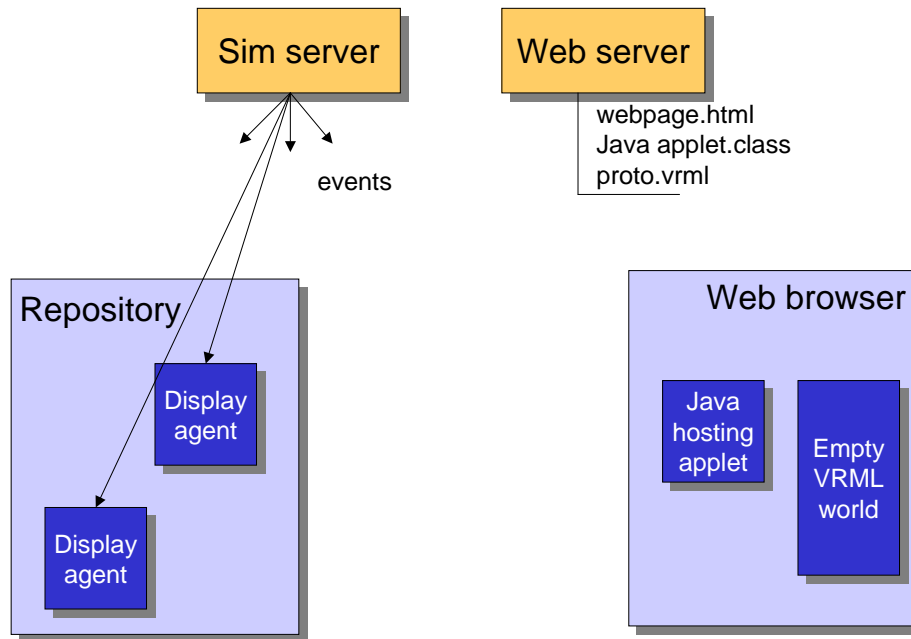 Sim server
Web server
webpage.html
Java applet.class
proto.vrml
events
Repository
Web browser
Display
agent
Java
hosting
applet
Empty
VRML
world
Display
agent